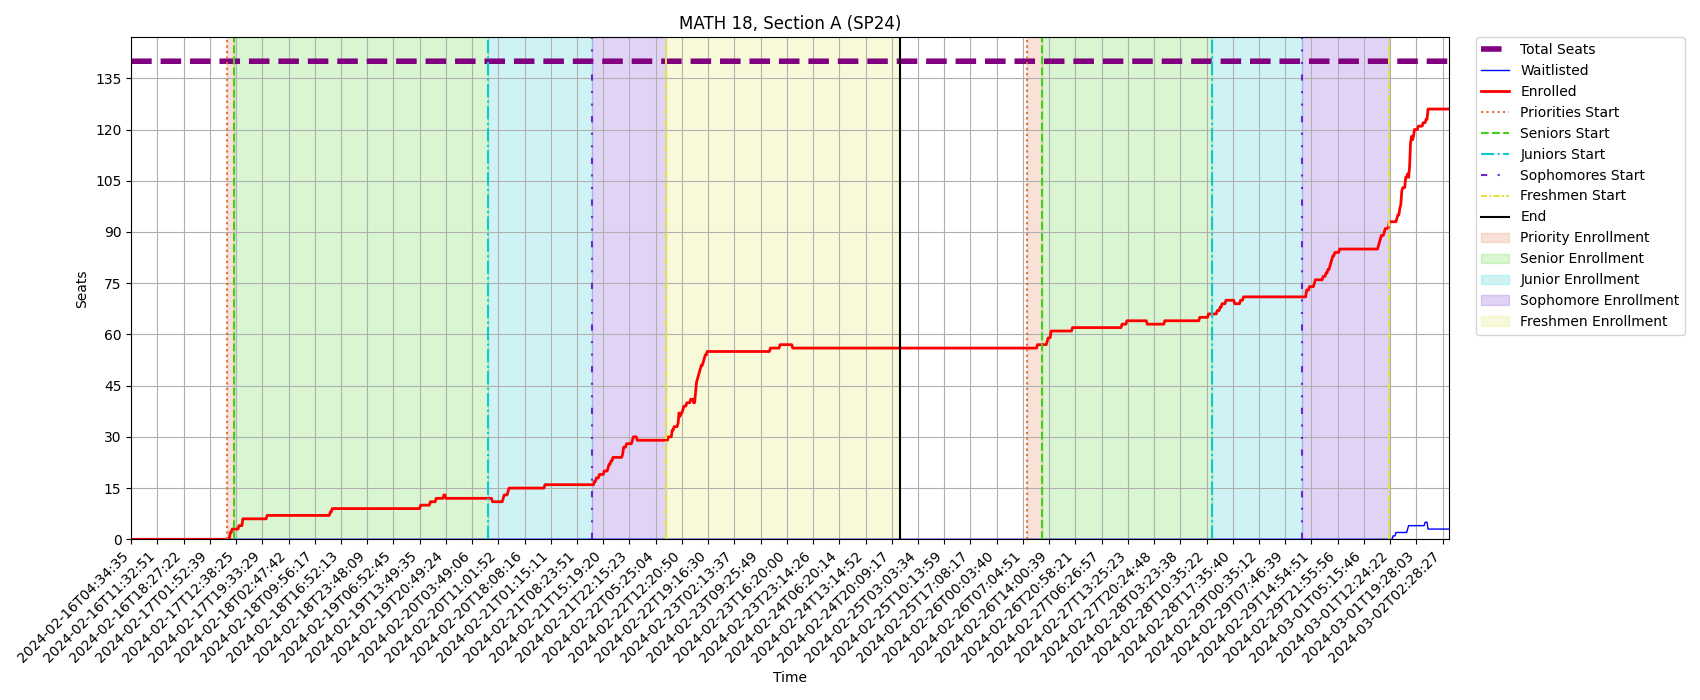 MATH 18, Section A (SP24)
Seats
135
120
105
90
75
60
45
30
15
0
2024-02-16T04:34:35
2024-02-16T11:32:51
2024-02-16T18:27:22
2024-02-17T01:52:39
2024-02-17T12:38:25
2024-02-17T19:33:29
2024-02-18T02:47:42
2024-02-18T09:56:17
2024-02-18T16:52:13
2024-02-18T23:48:09
2024-02-19T06:52:45
2024-02-19T13:49:35
2024-02-19T20:49:24
2024-02-20T03:49:06
2024-02-20T11:01:52
2024-02-20T18:08:16
2024-02-21T01:15:11
2024-02-21T08:23:51
2024-02-21T15:19:20
2024-02-21T22:15:23
2024-02-22T05:25:04
2024-02-22T12:20:50
2024-02-22T19:16:30
2024-02-23T02:13:37
2024-02-23T09:25:49
2024-02-23T16:20:00
2024-02-23T23:14:26
2024-02-24T06:20:14
2024-02-24T13:14:52
2024-02-24T20:09:17
2024-02-25T03:03:34
2024-02-25T10:13:59
2024-02-25T17:08:17
2024-02-26T00:03:40
2024-02-26T07:04:51
2024-02-26T14:00:39
2024-02-26T20:58:21
2024-02-27T06:26:57
2024-02-27T13:25:23
2024-02-27T20:24:48
2024-02-28T03:23:38
2024-02-28T10:35:22
2024-02-28T17:35:40
2024-02-29T00:35:12
2024-02-29T07:46:39
2024-02-29T14:54:51
2024-02-29T21:55:56
2024-03-01T05:15:46
2024-03-01T12:24:22
2024-03-01T19:28:03
2024-03-02T02:28:27
Time
Total Seats
Waitlisted
Enrolled
Priorities Start
Seniors Start
Juniors Start
Sophomores Start
Freshmen Start
End
Priority Enrollment
Senior Enrollment
Junior Enrollment
Sophomore Enrollment
Freshmen Enrollment